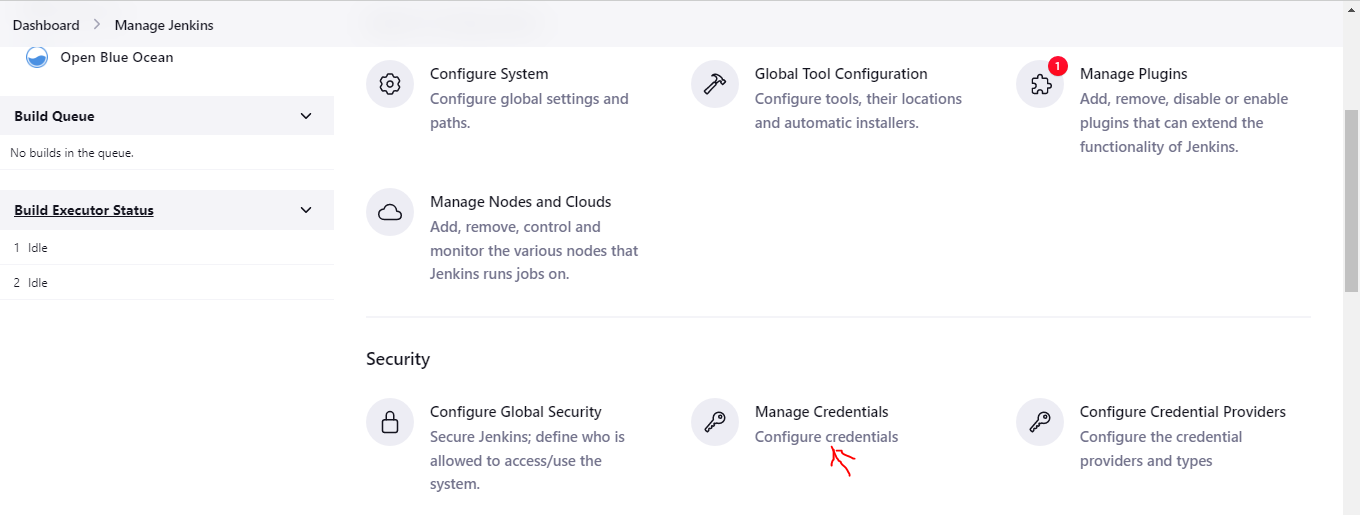 Dashboard
Manage Jenkins
Open Blue Ocean
Build Queue
No builds in the queue.
Build Executor Status
1 Idle
2 Idle
Configure System
Configure global settings and
paths.
Global Tool Configuration
Configure tools, their locations
and automatic installers.
1
Manage Plugins
Add, remove, disable or enable
plugins that can extend the
functionality of Jenkins.
Manage Nodes and Clouds
Add, remove, control and
monitor the various nodes that
Jenkins runs jobs on.
Security
Configure Global Security
Secure Jenkins; define who is
allowed to access/use the
system.
Manage Credentials
Configure credentials
Configure Credential Providers
Configure the credential
providers and types